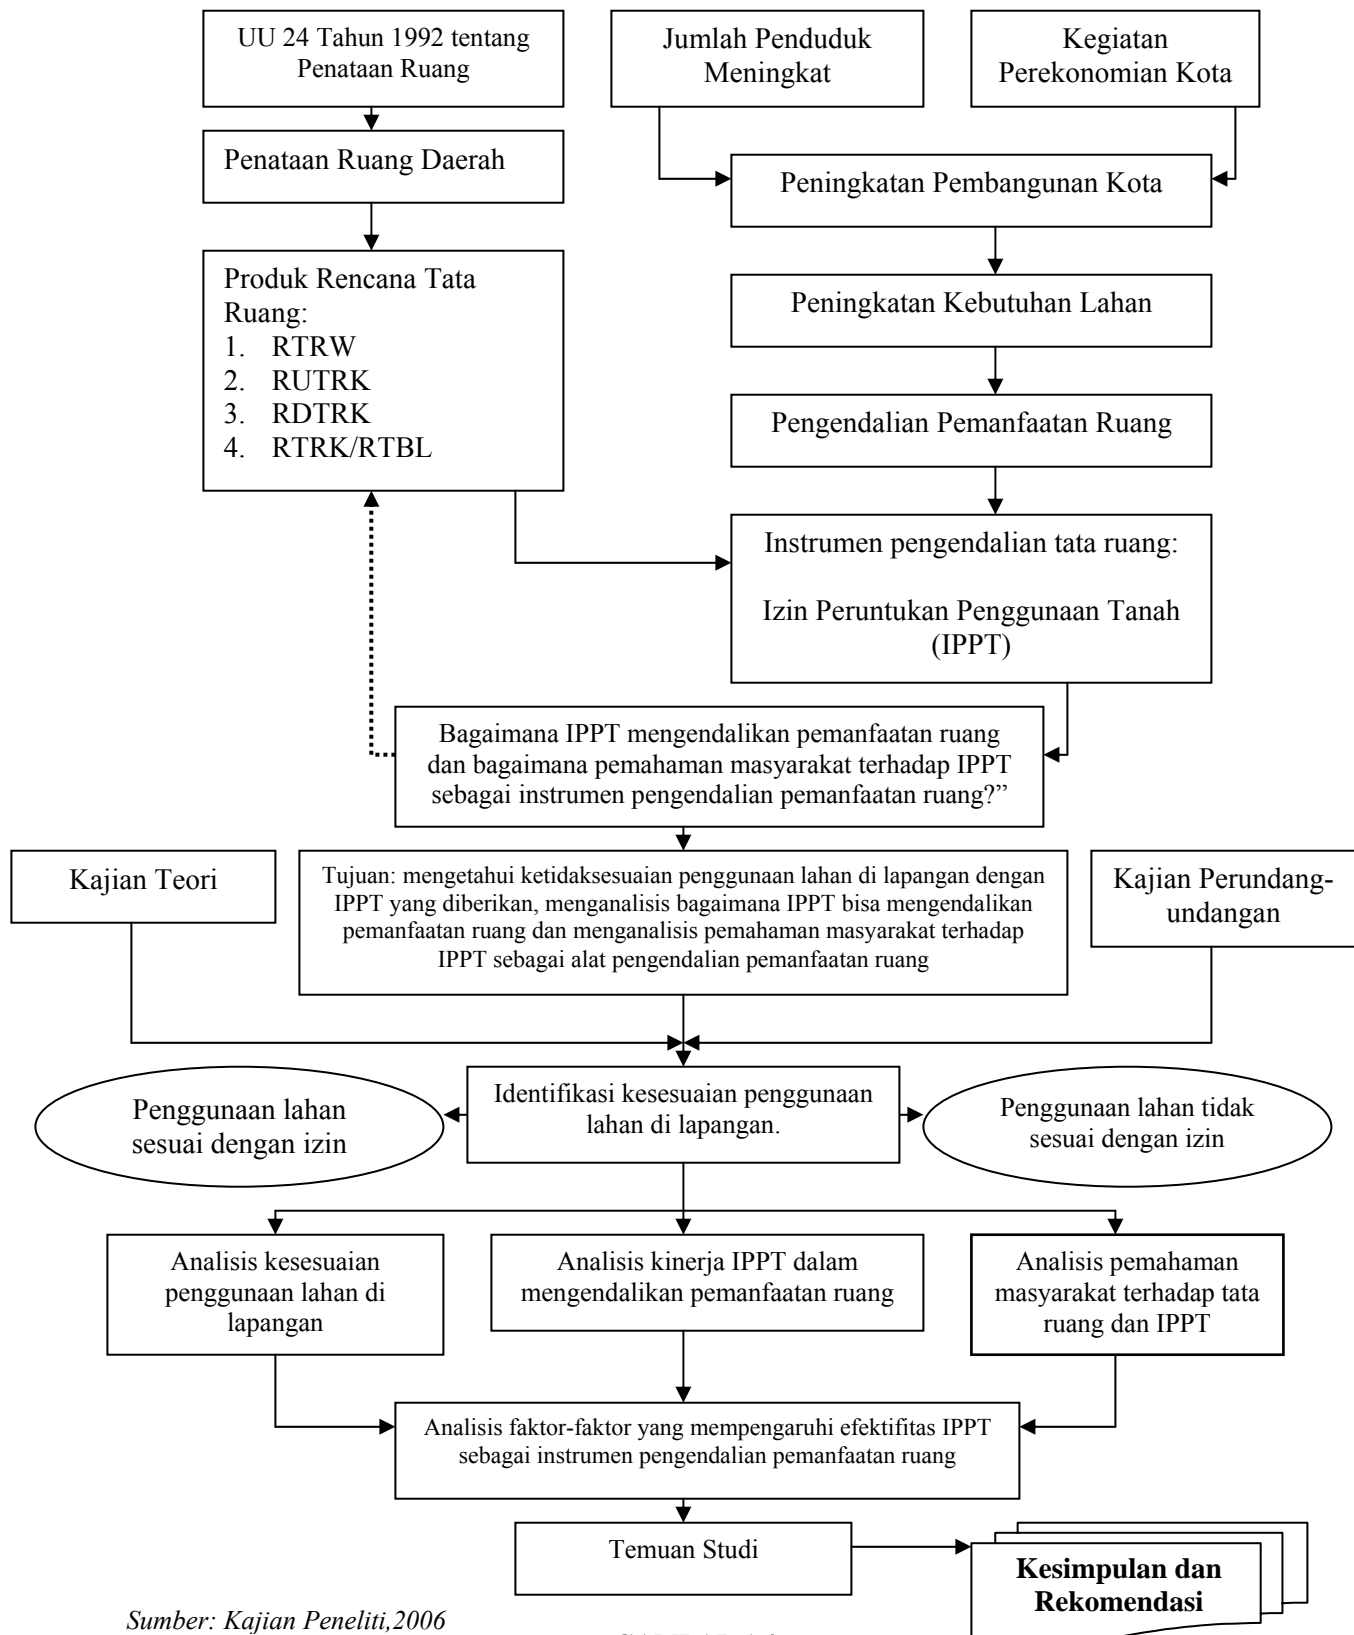 UU 24 Tahun 1992 tentang
Penataan Ruang
Jumlah Penduduk
Meningkat
Kegiatan
Perekonomian Kota
Penataan Ruang Daerah
Peningkatan Pembangunan Kota
Produk Rencana Tata
Ruang:
1. RTRW
2. RUTRK
3. RDTRK
4. RTRK/RTBL
Peningkatan Kebutuhan Lahan
Pengendalian Pemanfaatan Ruang
Instrumen pengendalian tata ruang:
Izin Peruntukan Penggunaan Tanah
(IPPT)
Bagaimana IPPT mengendalikan pemanfaatan ruang
dan bagaimana pemahaman masyarakat terhadap IPPT
sebagai instrumen pengendalian pemanfaatan ruang?”
Kajian Teori
Tujuan: mengetahui ketidaksesuaian penggunaan lahan di lapangan dengan
IPPT yang diberikan, menganalisis bagaimana IPPT bisa mengendalikan
pemanfaatan ruang dan menganalisis pemahaman masyarakat terhadap
IPPT sebagai alat pengendalian pemanfaatan ruang
Kajian Perundang-
undangan
Penggunaan lahan
sesuai dengan izin
Identifikasi kesesuaian penggunaan
lahan di lapangan.
Penggunaan lahan tidak
sesuai dengan izin
Analisis kesesuaian
penggunaan lahan di
lapangan
Analisis kinerja IPPT dalam
mengendalikan pemanfaatan ruang
Analisis pemahaman
masyarakat terhadap tata
ruang dan IPPT
Analisis faktor-faktor yang mempengaruhi efektifitas IPPT
sebagai instrumen pengendalian pemanfaatan ruang
Temuan Studi
Kesimpulan dan
Rekomendasi
Sumber: Kajian Peneliti,2006